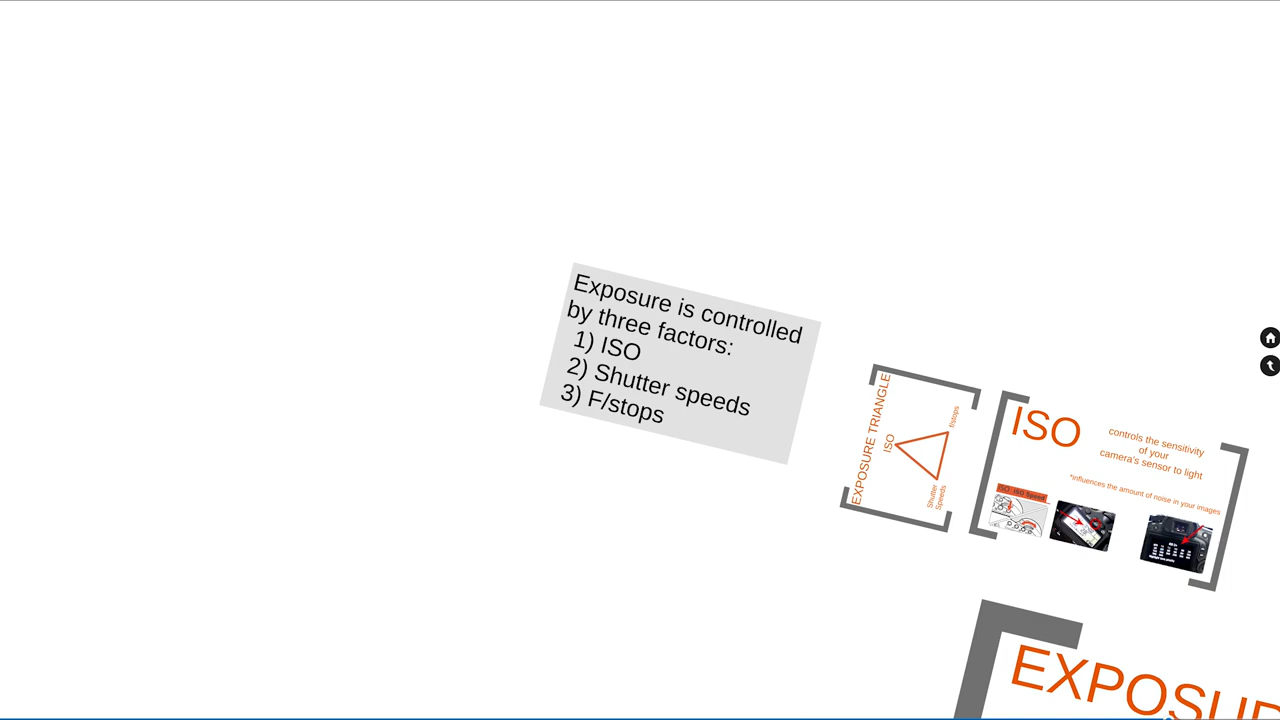 Exposure is controlled
by three factors:
1) ISO
2) Shutter speeds
3) F/stops
EXPOSURE TRIANGLE
ISO
f/stops
Shutter
Speeds
ISO
controls the sensitivity
of your
camera's sensor to light
*influences the amount of noise in your images
EXPOSUR